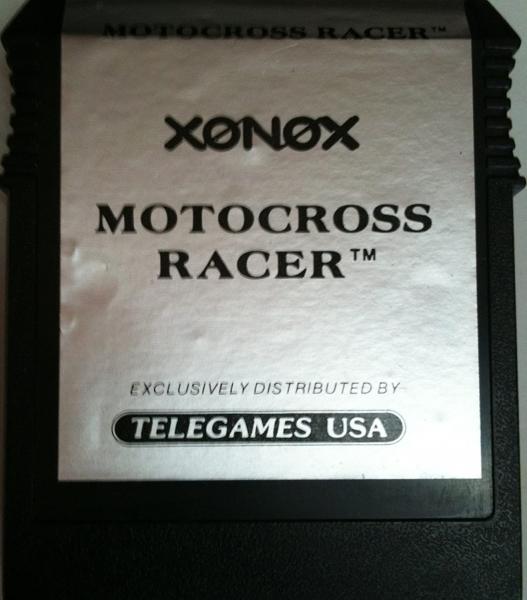 MOTOCROSS RACER™
XONOX
MOTOCROSS
RACER™
EXCLUSIVELY DISTRIBUTED BY
TELEGAMES USA